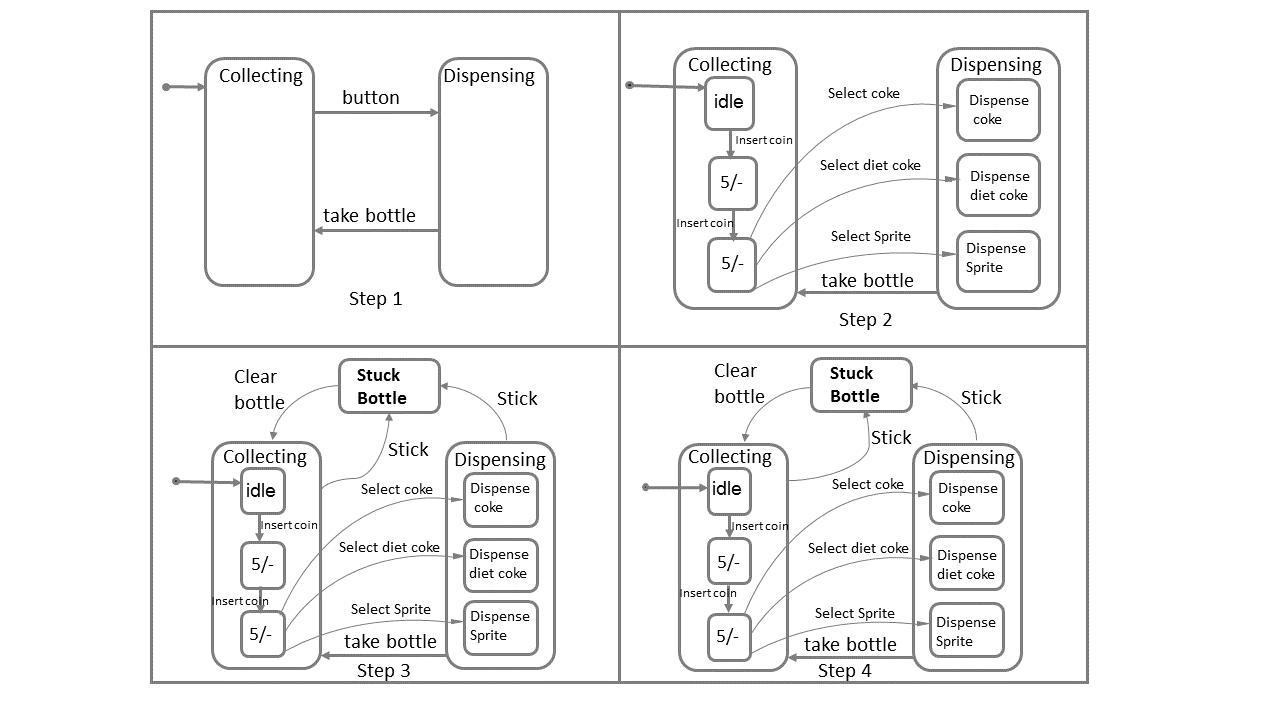 Collecting
Dispensing
button
take bottle
Step 1
Collecting
Dispensing
idle
Select coke
Dispense
coke
Insert coin
5/-
Select diet coke
Dispense
diet coke
Insert coin
5/-
Select Sprite
Dispense
Sprite
take bottle
Step 2
Clear
bottle
Stuck
Bottle
Stick
Stick
Collecting
Dispensing
idle
Select coke
Dispense
coke
Insert coin
5/-
Select diet coke
Dispense
diet coke
Insert coin
5/-
Select Sprite
Dispense
Sprite
take bottle
Step 3
Clear
bottle
Stuck
Bottle
Stick
Stick
Collecting
Dispensing
idle
Select coke
Dispense
coke
Insert coin
5/-
Select diet coke
Dispense
diet coke
Insert coin
5/-
Select Sprite
Dispense
Sprite
take bottle
Step 4